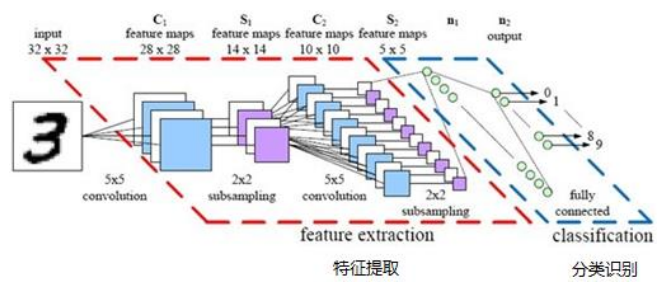 C1 S1 C2 S2 n1 n2
input feature maps feature maps feature maps feature maps output
32 x 32 28 x 28 14 x 14 10 x 10 5 x 5
0
1
8
9
5x5 2x2 5x5 2x2 fully
convolution subsampling convolution subsampling connected
feature extraction classification
特征提取 分类识别